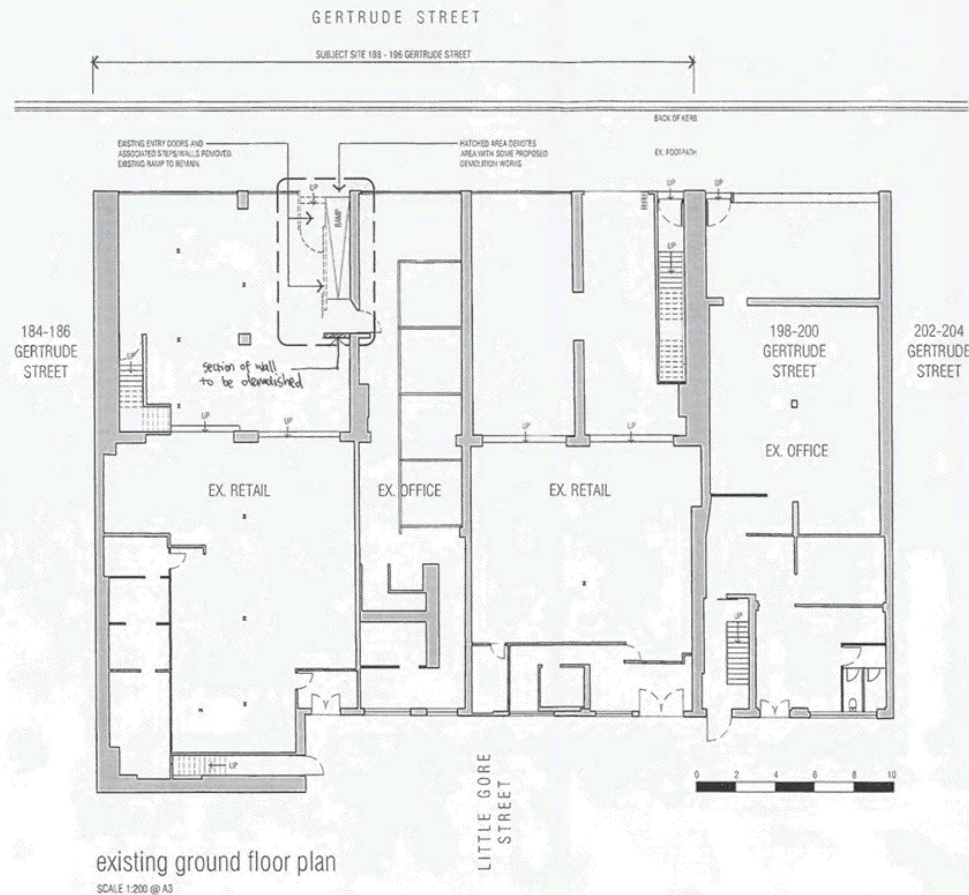 GERTRUDE STREET
SUBJECT SITE 188 - 196 GERTRUDE STREET
BACK OF KERB
EXISTING ENTRY DOORS AND
ASSOCIATED STEPS/WALLS REMOVED.
EXISTING RAMP TO REMAIN.
HATCHED AREA DENOTES
AREA WITH SOME PROPOSED
DEMOLITION WORKS
EX. FOOTPATH
UP
UP
UP
RAMP
UP
184-186
GERTRUDE
STREET
198-200
GERTRUDE
STREET
202-204
GERTRUDE
STREET
UP
section of wall
to be demolished
UP
UP
UP
UP
EX. OFFICE
EX. RETAIL
EX. OFFICE
EX. RETAIL
UP
UP
0 2 4 6 8 10
LITTLE GORE
STREET
existing ground floor plan
SCALE 1:200 @ A3